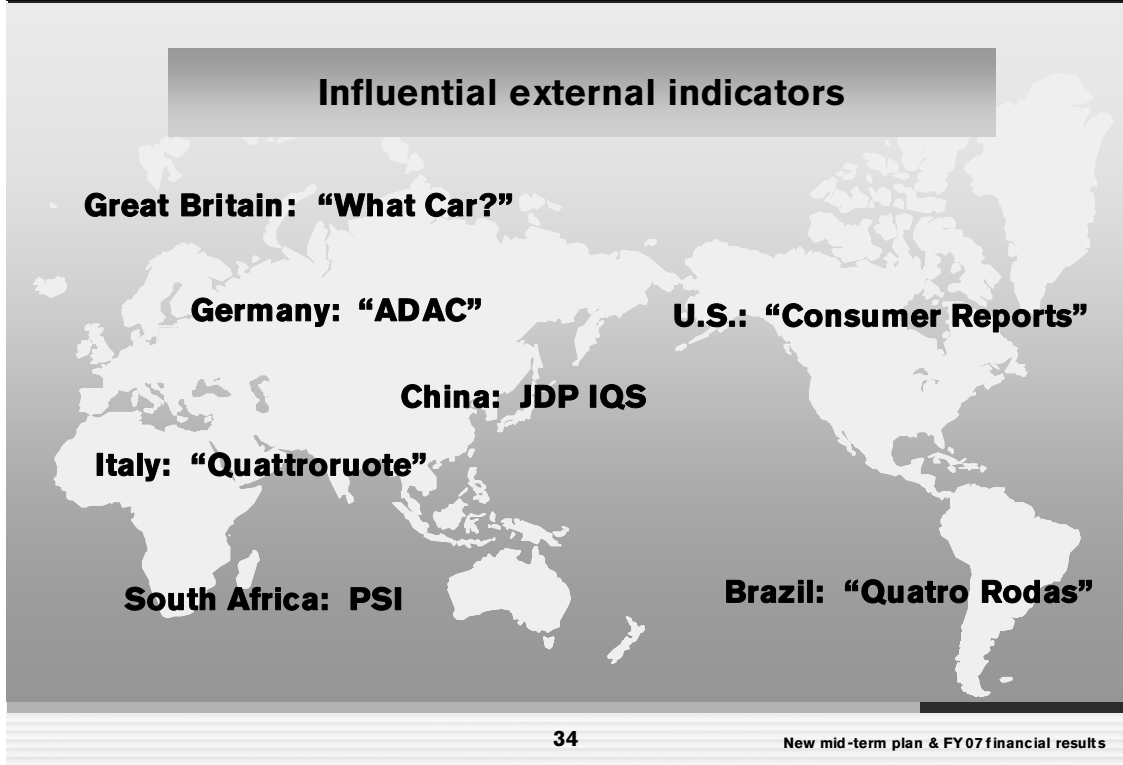 Influential external indicators
Great Britain: “What Car?”
Germany: “ADAC”
U.S.: “Consumer Reports”
China: JDP IQS
Italy: “Quattroruote”
South Africa: PSI
Brazil: “Quatro Rodas”
34
New mid-term plan & FY07 financial results